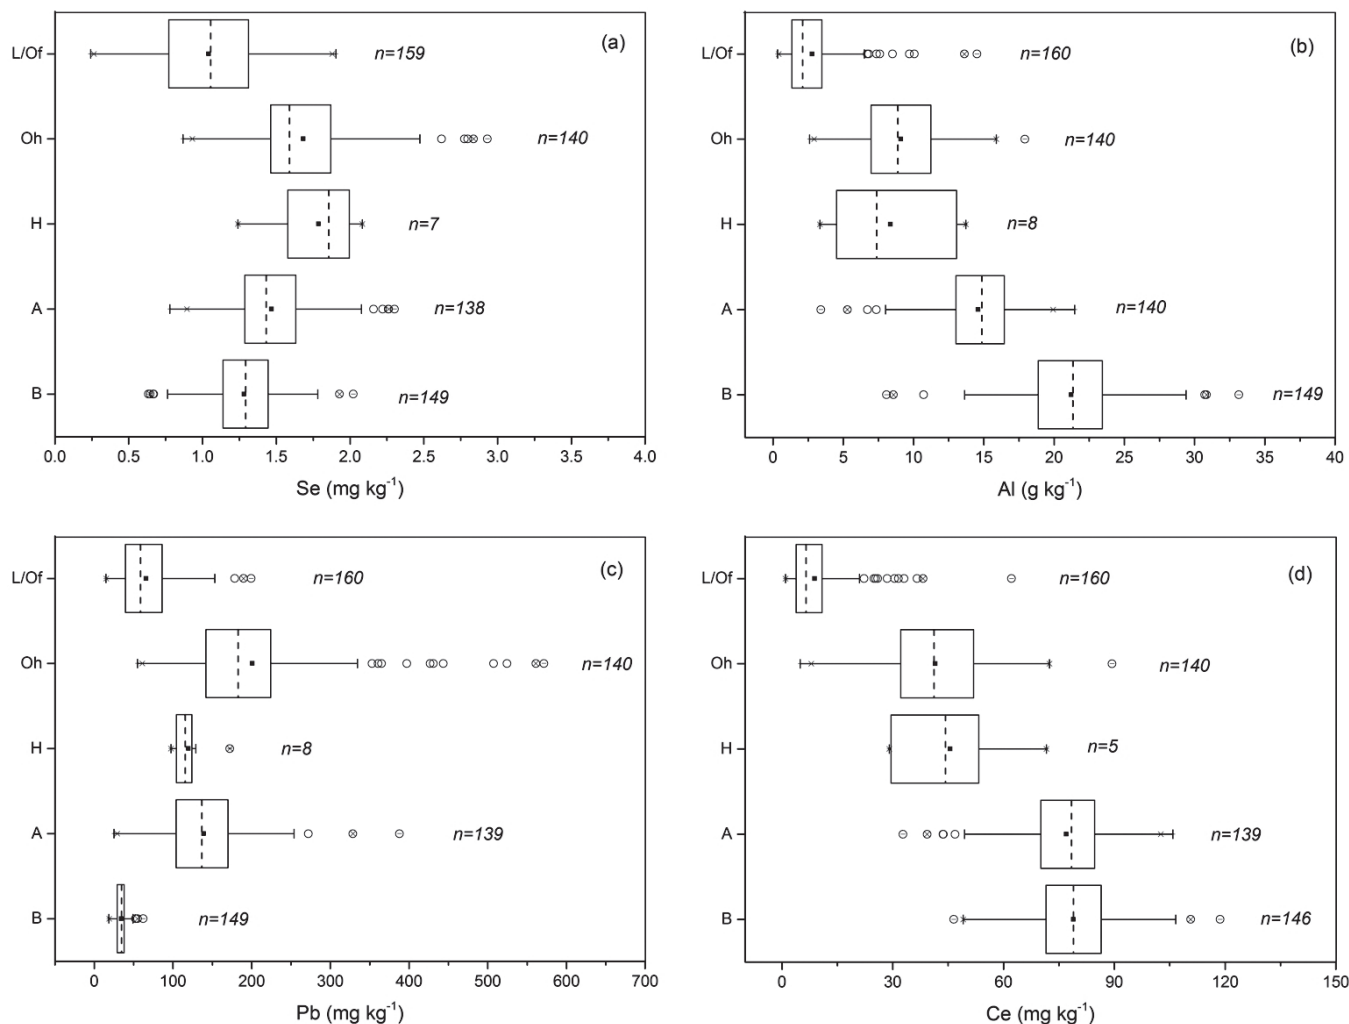 (a)
L/Of
n=159
Oh
n=140
H
n=7
A
n=138
B
n=149
0.0 0.5 1.0 1.5 2.0 2.5 3.0 3.5 4.0
Se (mg kg-1)
(b)
L/Of
n=160
Oh
n=140
H
n=8
A
n=140
B
n=149
0 5 10 15 20 25 30 35 40
Al (g kg-1)
(c)
L/Of
n=160
Oh
n=140
H
n=8
A
n=139
B
n=149
0 100 200 300 400 500 600 700
Pb (mg kg-1)
(d)
L/Of
n=160
Oh
n=140
H
n=5
A
n=139
B
n=146
0 30 60 90 120 150
Ce (mg kg-1)